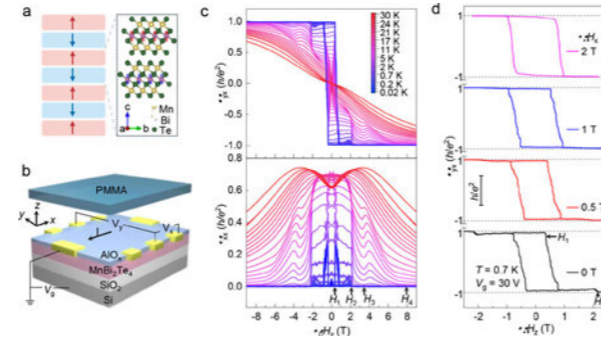 a
c
b
a
Mn
Bi
Te
b
PMMA
z
y
x
I
AlOx
MnBi2Te4
SiO2
Si
Vg
c
1.0
0.5
0.0
-0.5
-1.0
30 K
24 K
17 K
11 K
5 K
2 K
0.7 K
0.2 K
0.02 K
0.8
0.6
0.4
0.2
0.0
H1
H2
H3
H4
-8
-6
-4
-2
0
2
4
6
8
d
1
-1
2 T
1
-1
1 T
1
h/e²
-1
0.5 T
1
H1
T = 0.7 K
Vg = 30 V
0 T
-1
-2
-1
0
1
2